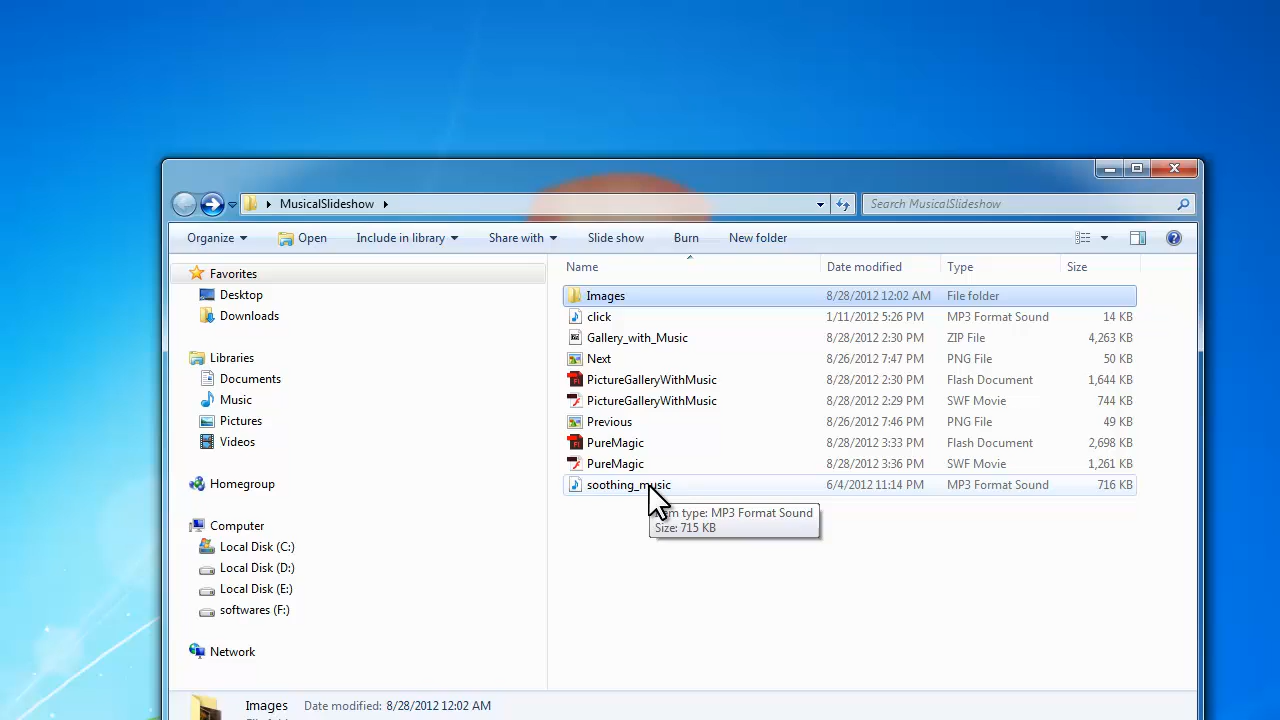 MusicalSlideshow
Search MusicalSlideshow
Organize Open Include in library Share with Slide show Burn New folder
Favorites
Desktop
Downloads
Libraries
Documents
Music
Pictures
Videos
Homegroup
Computer
Local Disk (C:)
Local Disk (D:)
Local Disk (E:)
softwares (F:)
Network
Name Date modified Type Size
Images 8/28/2012 12:02 AM File folder
click 1/11/2012 5:26 PM MP3 Format Sound 14 KB
Gallery_with_Music 8/28/2012 2:30 PM ZIP File 4,263 KB
Next 8/26/2012 7:47 PM PNG File 50 KB
PictureGalleryWithMusic 8/28/2012 2:30 PM Flash Document 1,644 KB
PictureGalleryWithMusic 8/28/2012 2:29 PM SWF Movie 744 KB
Previous 8/26/2012 7:46 PM PNG File 49 KB
PureMagic 8/28/2012 3:33 PM Flash Document 2,698 KB
PureMagic 8/28/2012 3:36 PM SWF Movie 1,261 KB
soothing_music 6/4/2012 11:14 PM MP3 Format Sound 716 KB
type: MP3 Format Sound
Size: 715 KB
Images Date modified: 8/28/2012 12:02 AM